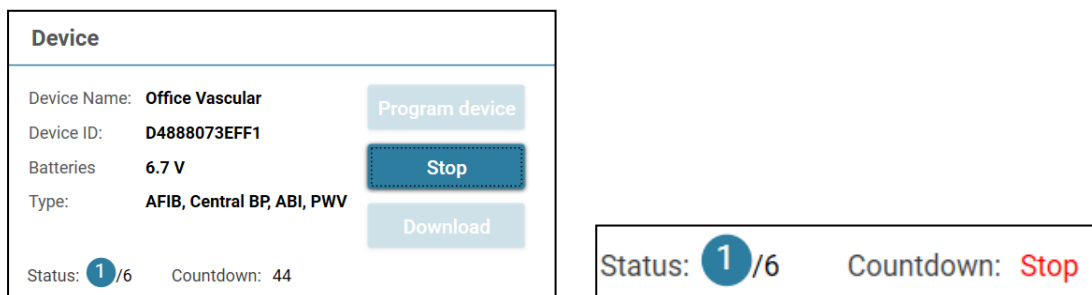 Device
Device Name: Office Vascular
Program device
Device ID: D4888073EFF1
Batteries 6.7 V
Stop
Type: AFIB, Central BP, ABI, PWV
Download
Status: 1/6 Countdown: 44
Status: 1/6 Countdown: Stop